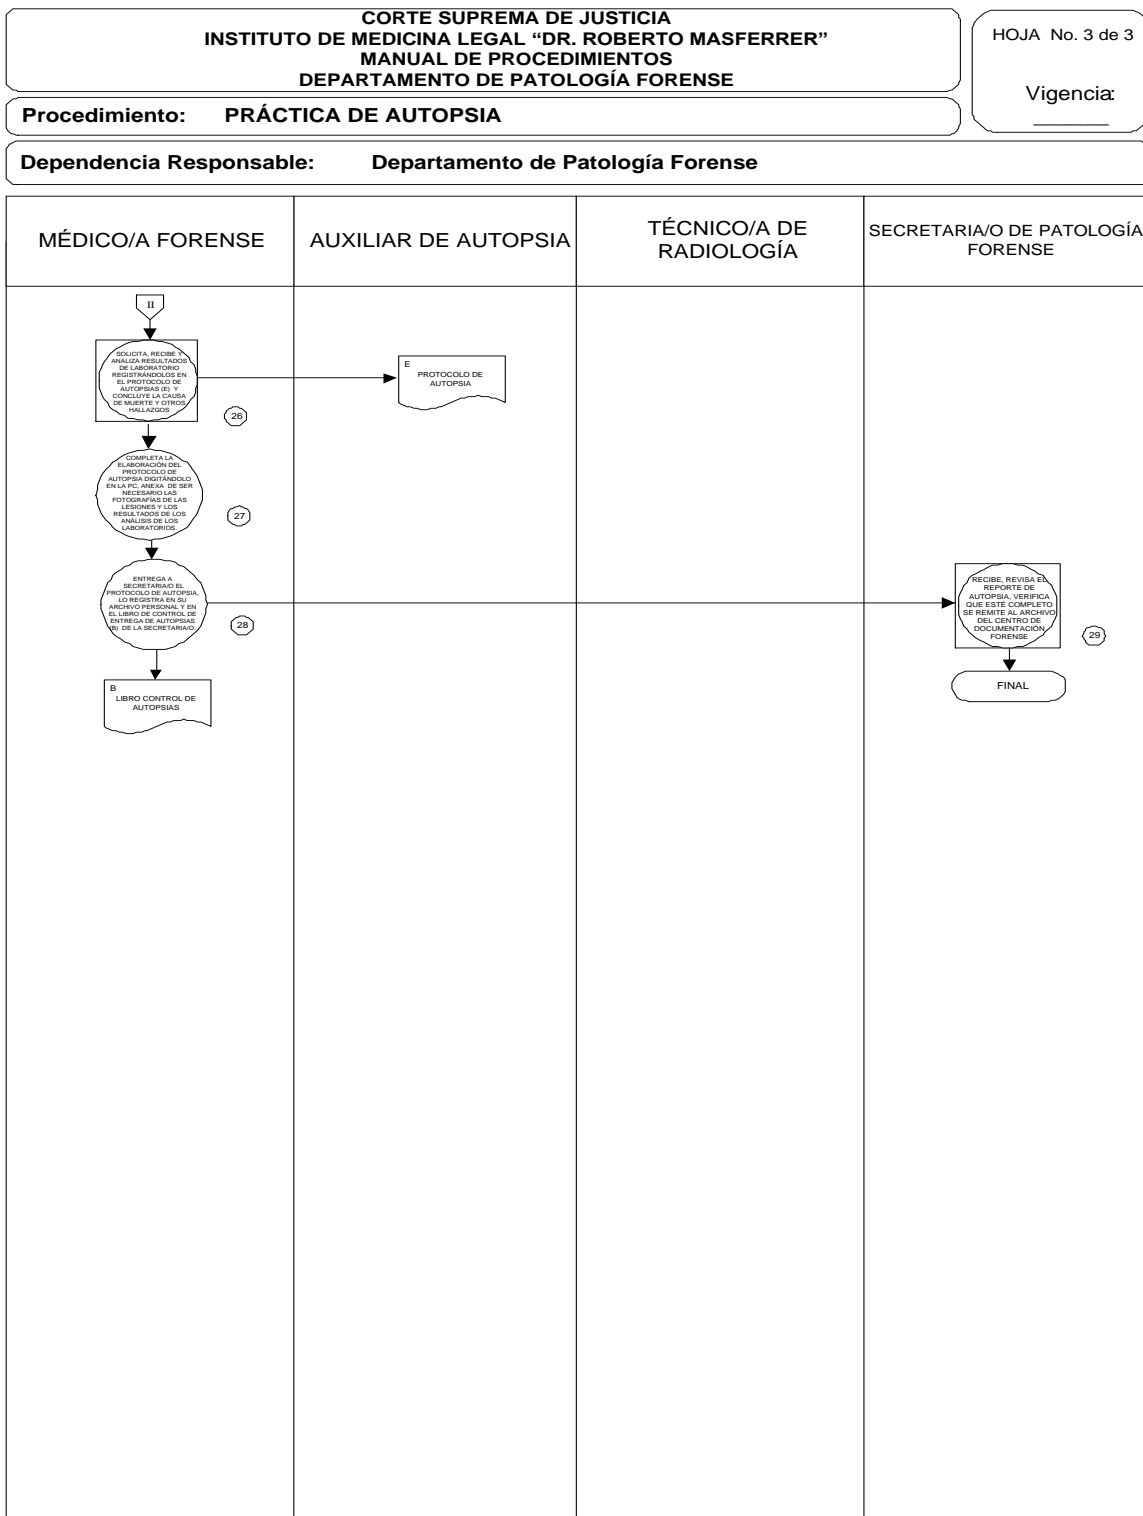 CORTE SUPREMA DE JUSTICIA
INSTITUTO DE MEDICINA LEGAL “DR. ROBERTO MASFERRER”
MANUAL DE PROCEDIMIENTOS
DEPARTAMENTO DE PATOLOGÍA FORENSE
HOJA No. 3 de 3
Vigencia:
________
Procedimiento: PRÁCTICA DE AUTOPSIA
Dependencia Responsable: Departamento de Patología Forense
MÉDICO/A FORENSE
AUXILIAR DE AUTOPSIA
TÉCNICO/A DE
RADIOLOGÍA
SECRETARIA/O DE PATOLOGÍA
FORENSE
II
SOLICITA, RECIBE Y
ANALIZA RESULTADOS
DE LABORATORIO
REGISTRÁNDOLOS EN
EL PROTOCOLO DE
AUTOPSIAS (E) Y
CONCLUYE LA CAUSA
DE MUERTE Y OTROS
HALLAZGOS
26
E
PROTOCOLO DE
AUTOPSIA
COMPLETA LA
ELABORACIÓN DEL
PROTOCOLO DE
AUTOPSIA DIGITÁNDOLO
EN LA PC, ANEXA DE SER
NECESARIO LAS
FOTOGRAFÍAS DE LAS
LESIONES Y LOS
RESULTADOS DE LOS
ANÁLISIS DE LOS
LABORATORIOS.
27
ENTREGA A
SECRETARIA/O EL
PROTOCOLO DE AUTOPSIA,
LO REGISTRA EN SU
ARCHIVO PERSONAL Y EN
EL LIBRO DE CONTROL DE
ENTREGA DE AUTOPSIAS
(B) DE LA SECRETARIA/O.
28
RECIBE, REVISA EL
REPORTE DE
AUTOPSIA, VERIFICA
QUE ESTÉ COMPLETO
SE REMITE AL ARCHIVO
DEL CENTRO DE
DOCUMENTACIÓN
FORENSE
29
B
LIBRO CONTROL DE
AUTOPSIAS
FINAL